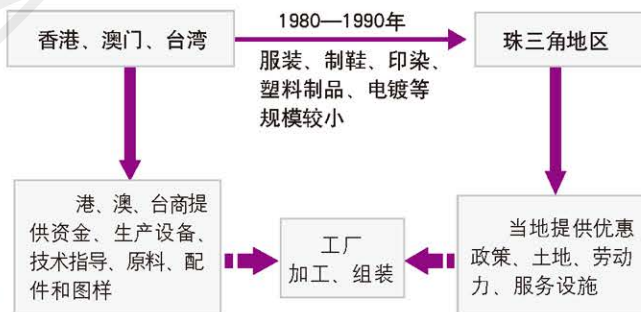 香港、澳门、台湾
1980—1990年
服装、制鞋、印染、
塑料制品、电镀等
规模较小
珠三角地区
港、澳、台商提
供资金、生产设备、
技术指导、原料、配
件和图样
工厂
加工、组装
当地提供优惠
政策、土地、劳动
力、服务设施